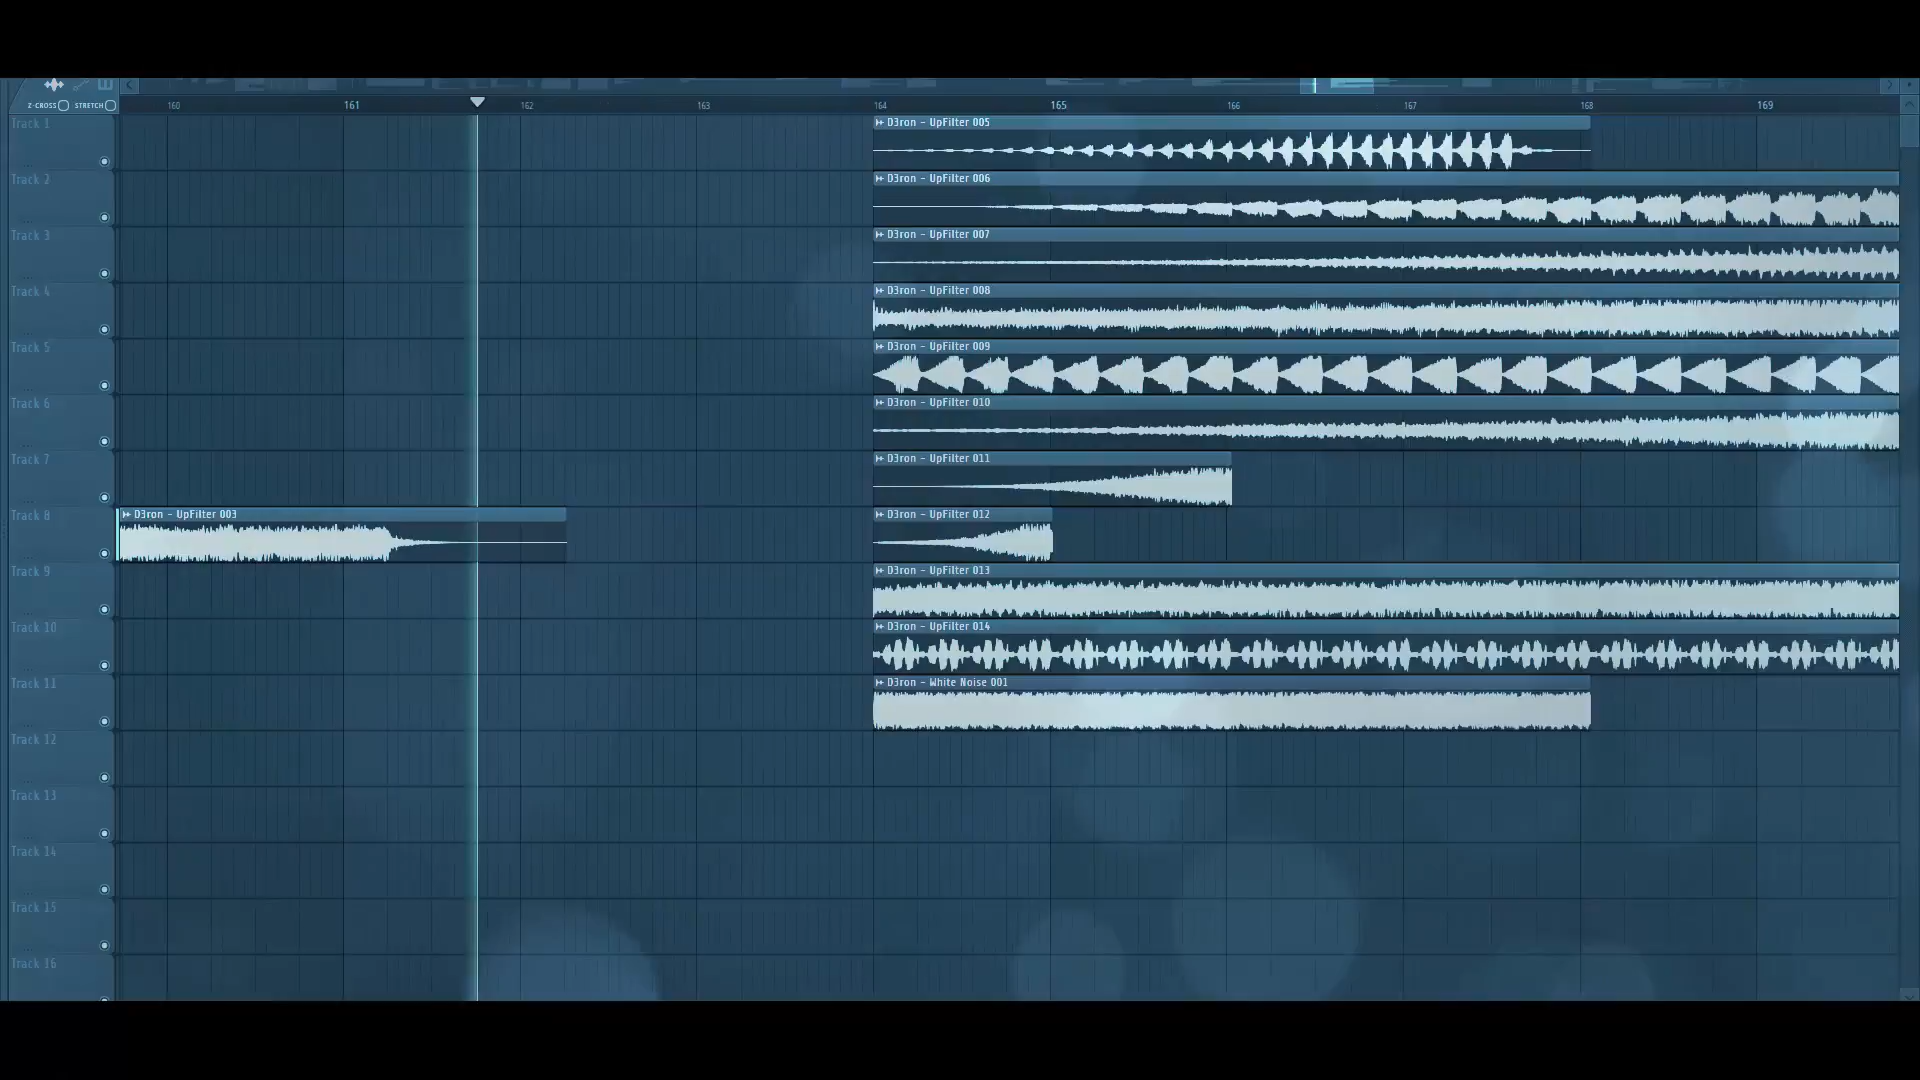 Z-CROSS STRETCH
160 161 162 163 164 165 166 167 168 169
Track 1
D3ron - UpFilter 005
Track 2
D3ron - UpFilter 006
Track 3
D3ron - UpFilter 007
Track 4
D3ron - UpFilter 008
Track 5
D3ron - UpFilter 009
Track 6
D3ron - UpFilter 010
Track 7
D3ron - UpFilter 011
Track 8
D3ron - UpFilter 003
D3ron - UpFilter 012
Track 9
D3ron - UpFilter 013
Track 10
D3ron - UpFilter 014
Track 11
D3ron - White Noise 001
Track 12
Track 13
Track 14
Track 15
Track 16